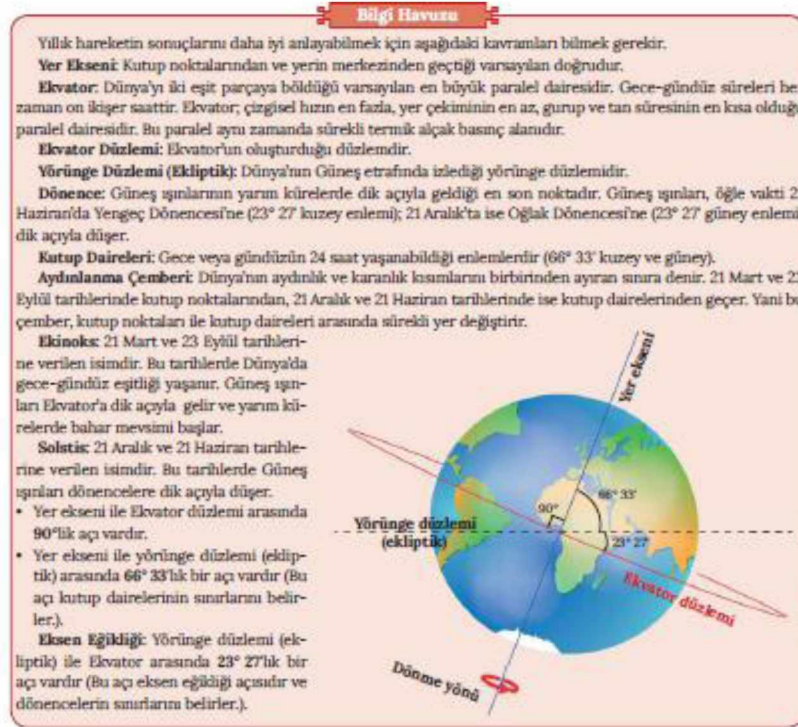 Bilgi Havuzu
Yıllık hareketin sonuçlarını daha iyi anlayabilmek için aşağıdaki kavramları bilmek gerekir.
Yer Ekseni: Kutup noktalarından ve yerin merkezinden geçtiği varsayılan doğrudur.
Ekvator: Dünya'yı iki eşit parçaya böldüğü varsayılan en büyük paralel dairesidir. Gece-gündüz süreleri he
zaman on ikişer saattir. Ekvator; çizgisel hızın en fazla, yer çekiminin en az, gurup ve tan süresinin en kısa olduğu
paralel dairesidir. Bu paralel aynı zamanda sürekli termik alçak basınç alanıdır.
Ekvator Düzlemi: Ekvator'un oluşturduğu düzlemdir.
Yörünge Düzlemi (Ekliptik): Dünya'nın Güneş etrafında izlediği yörünge düzlemidir.
Dönence: Güneş ışınlarının yarım kürelerde dik açıyla geldiği en son noktadır. Güneş ışınları, öğle vakti 2
Haziran'da Yengeç Dönencesi'ne (23° 27' kuzey enlemi); 21 Aralık'ta ise Oğlak Dönencesi'ne (23° 27' güney enlemi
dik açıyla düşer.
Kutup Daireleri: Gece veya gündüzün 24 saat yaşanabildiği enlemlerdir (66° 33' kuzey ve güney).
Aydınlanma Çemberi: Dünya'nın aydınlık ve karanlık kısımlarını birbirinden ayıran sınıra denir. 21 Mart ve 23
Eylül tarihlerinde kutup noktalarından, 21 Aralık ve 21 Haziran tarihlerinde ise kutup dairelerinden geçer. Yani bu
çember, kutup noktaları ile kutup daireleri arasında sürekli yer değiştirir.
Ekinoks: 21 Mart ve 23 Eylül tarihleri-
ne verilen isimdir. Bu tarihlerde Dünya'da
gece-gündüz eşitliği yaşanır. Güneş ışın-
ları Ekvator'a dik açıyla gelir ve yarım kü-
relerde bahar mevsimi başlar.
Solstis: 21 Aralık ve 21 Haziran tarihle-
rine verilen isimdir. Bu tarihlerde Güneş
ışınları dönencelere dik açıyla düşer.
• Yer ekseni ile Ekvator düzlemi arasında
90°lik açı vardır.
• Yer ekseni ile yörünge düzlemi (eklip-
tik) arasında 66° 33'lık bir açı vardır (Bu
açı kutup dairelerinin sınırlarını belir-
ler.).
Eksen Eğikliği: Yörünge düzlemi (ek-
liptik) ile Ekvator arasında 23° 27'lık bir
açı vardır (Bu açı eksen eğikliği açısıdır ve
dönencelerin sınırlarını belirler.).
Yer ekseni
66° 33'
90°
Yörünge düzlemi
(ekliptik)
23° 27'
Ekvator düzlemi
Dönme yönü